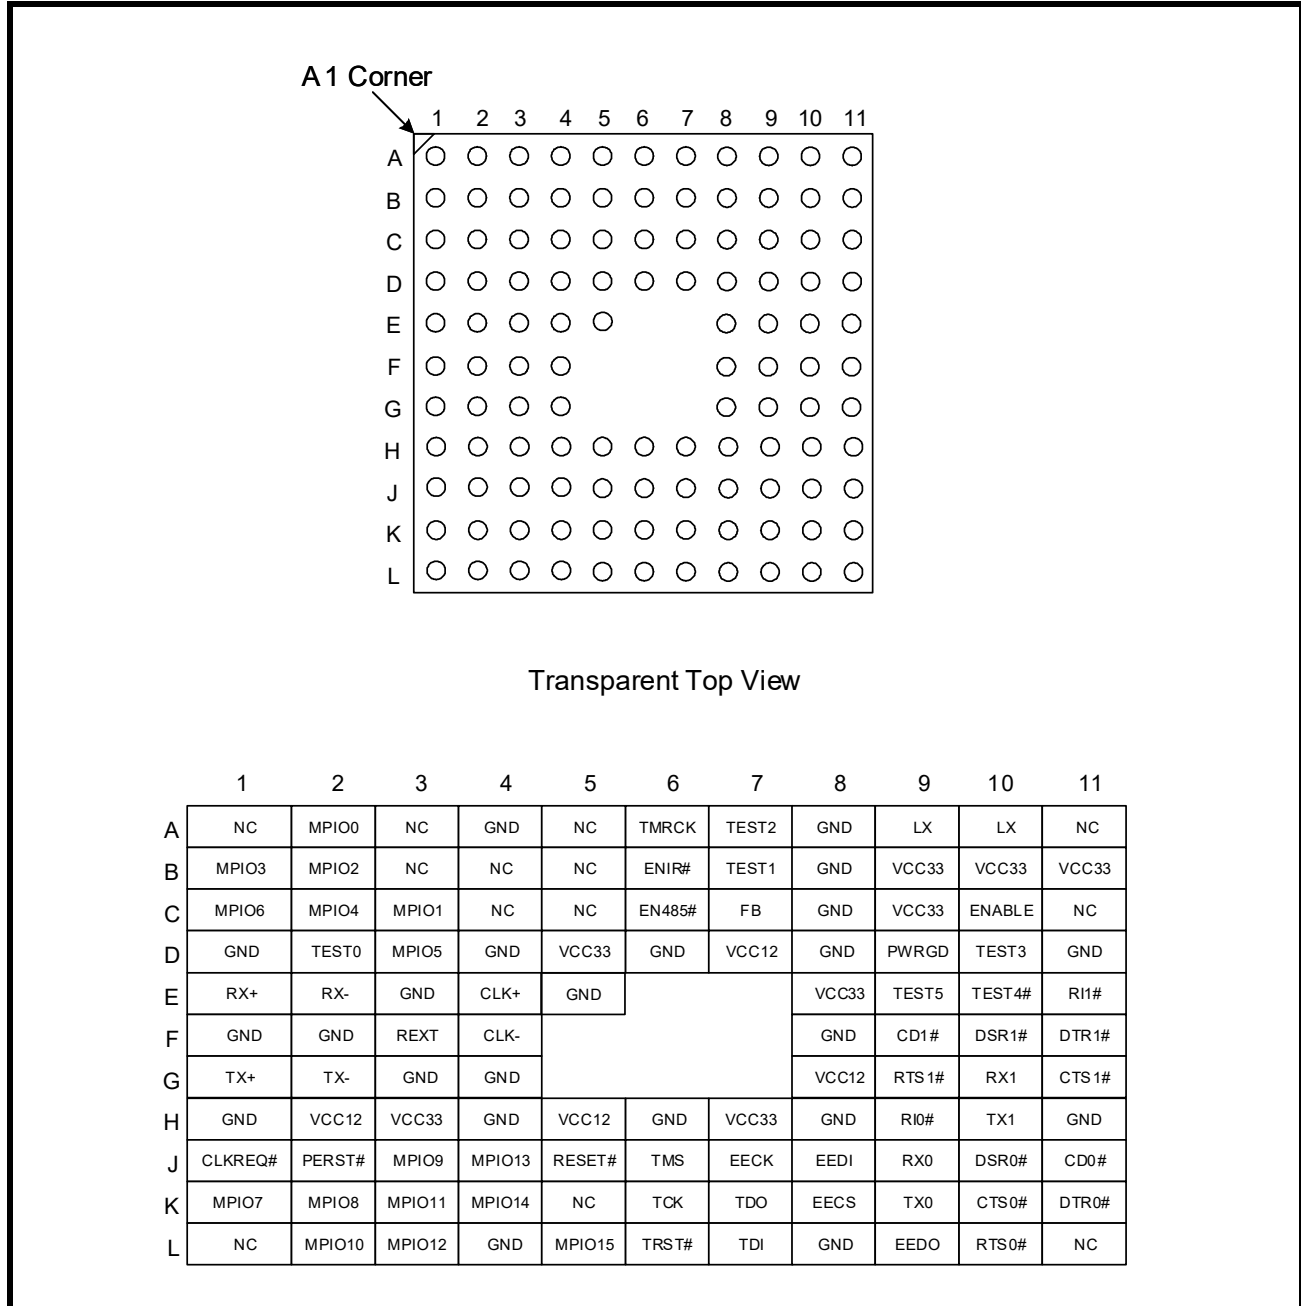 A1 Corner
1 2 3 4 5 6 7 8 9 10 11
A
B
C
D
E
F
G
H
J
K
L
Transparent Top View
1 2 3 4 5 6 7 8 9 10 11
A NC MPIO0 NC GND NC TMRCK TEST2 GND LX LX NC
B MPIO3 MPIO2 NC NC NC ENIR# TEST1 GND VCC33 VCC33 VCC33
C MPIO6 MPIO4 MPIO1 NC NC EN485# FB GND VCC33 ENABLE NC
D GND TEST0 MPIO5 GND VCC33 GND VCC12 GND PWRGD TEST3 GND
E RX+ RX- GND CLK+ GND VCC33 TEST5 TEST4# RI1#
F GND GND REXT CLK- GND CD1# DSR1# DTR1#
G TX+ TX- GND GND VCC12 RTS1# RX1 CTS1#
H GND VCC12 VCC33 GND VCC12 GND VCC33 GND RI0# TX1 GND
J CLKREQ# PERST# MPIO9 MPIO13 RESET# TMS EECK EEDI RX0 DSR0# CD0#
K MPIO7 MPIO8 MPIO11 MPIO14 NC TCK TDO EECS TX0 CTS0# DTR0#
L NC MPIO10 MPIO12 GND MPIO15 TRST# TDI GND EEDO RTS0# NC